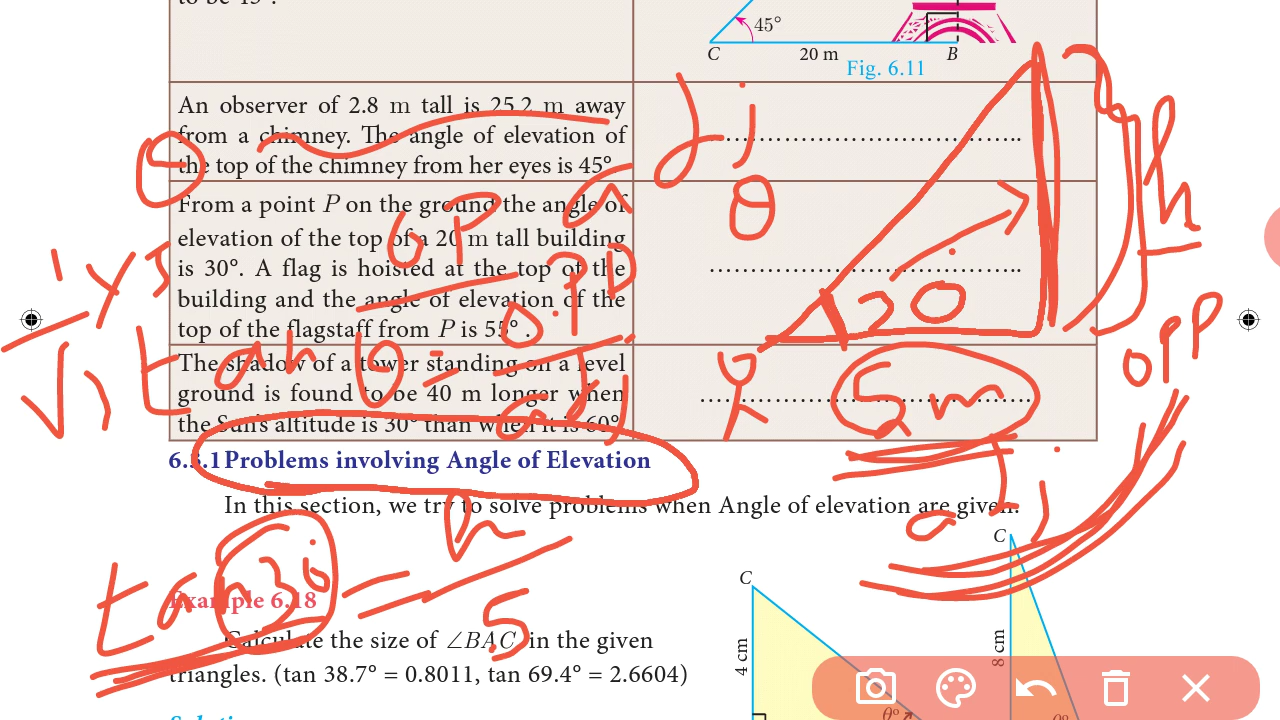 45°
C 20 m B
Fig. 6.11
An observer of 2.8 m tall is 25.2 m away
from a chimney. The angle of elevation of
the top of the chimney from her eyes is 45°
From a point P on the ground the angle of
elevation of the top of a 20 m tall building
is 30°. A flag is hoisted at the top of the
building and the angle of elevation of the
top of the flagstaff from P is 55°.
The shadow of a tower standing on a level
ground is found to be 40 m longer when
the Sun's altitude is 30° than when it is 60°
θ
adj
θ
h
opp
30
5m
adj
tan θ = opp
adj
6.3.1 Problems involving Angle of Elevation
In this section, we try to solve problems when Angle of elevation are given.
tan 30 = h
5
Example 6.18
Calculate the size of ∠BAC in the given
triangles. (tan 38.7° = 0.8011, tan 69.4° = 2.6604)
C
4 cm
θ°
C
8 cm
θ°